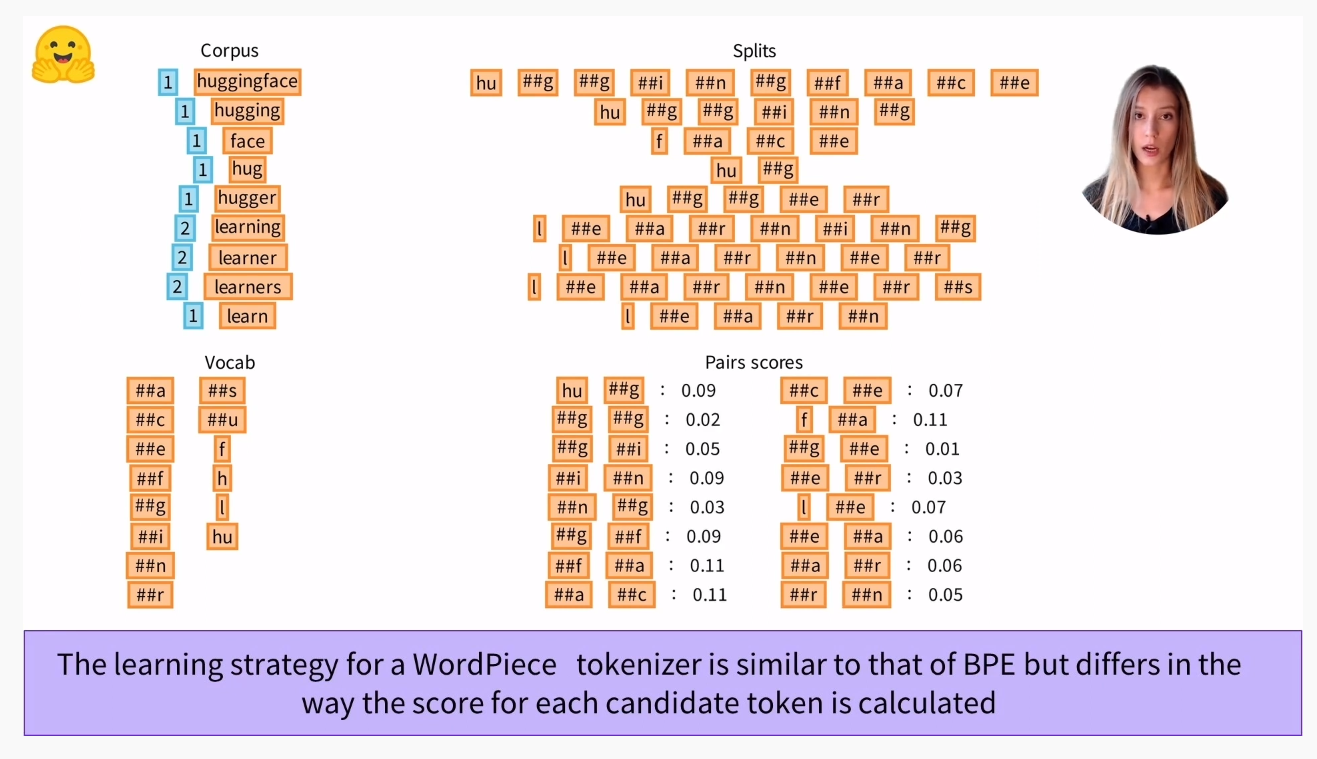 Corpus
1 huggingface
1 hugging
1 face
1 hug
1 hugger
2 learning
2 learner
2 learners
1 learn
Splits
hu ##g ##g ##i ##n ##g ##f ##a ##c ##e
hu ##g ##g ##i ##n ##g
f ##a ##c ##e
hu ##g
hu ##g ##g ##e ##r
l ##e ##a ##r ##n ##i ##n ##g
l ##e ##a ##r ##n ##e ##r
l ##e ##a ##r ##n ##e ##r ##s
l ##e ##a ##r ##n
Vocab
##a ##s
##c ##u
##e f
##f h
##g l
##i hu
##n
##r
Pairs scores
hu ##g : 0.09 ##c ##e : 0.07
##g ##g : 0.02 f ##a : 0.11
##g ##i : 0.05 ##g ##e : 0.01
##i ##n : 0.09 ##e ##r : 0.03
##n ##g : 0.03 l ##e : 0.07
##g ##f : 0.09 ##e ##a : 0.06
##f ##a : 0.11 ##a ##r : 0.06
##a ##c : 0.11 ##r ##n : 0.05
The learning strategy for a WordPiece tokenizer is similar to that of BPE but differs in the
way the score for each candidate token is calculated